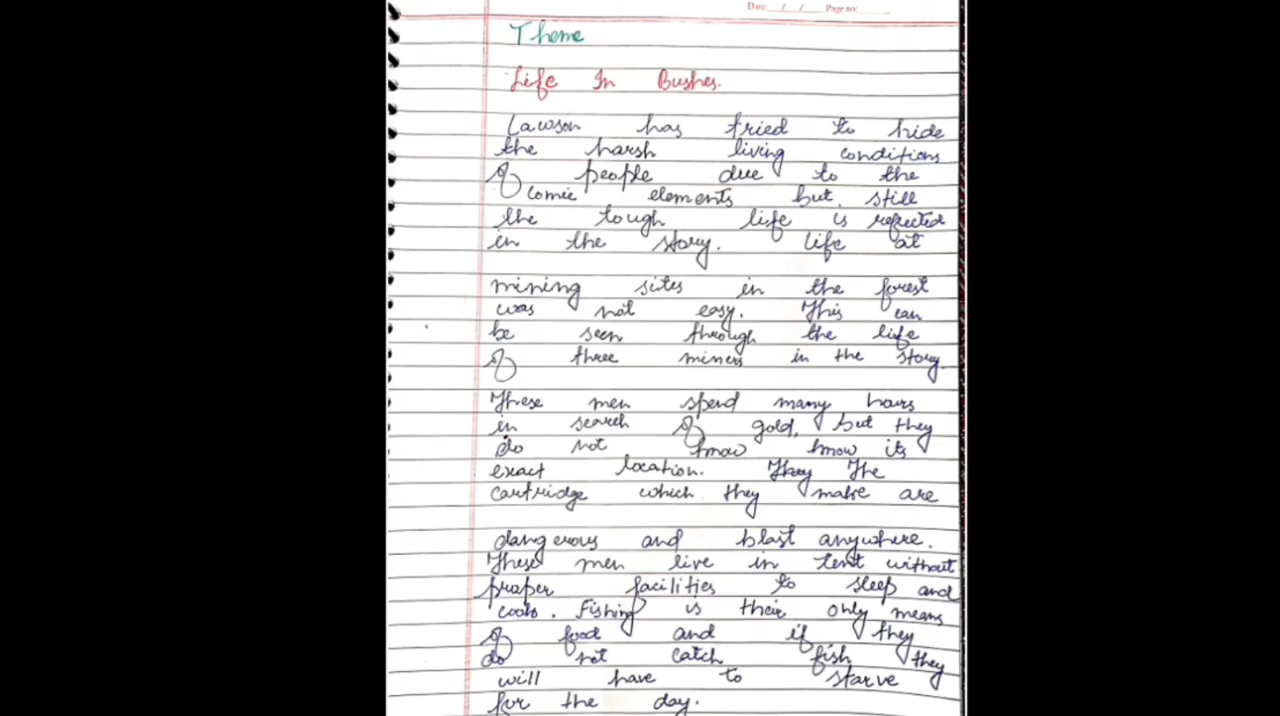 Date: / / Page no:
Theme
Life In Bushes.
Lawson has tried to hide
the harsh living conditions
of people due to the
comic elements but still
the tough life is reflected
in the story. Life at
mining sites in the forest
was not easy. This can
be seen through the life
of three miners in the story.
These men spend many hours
in search of gold, but they
do not know know its
exact location. They The
cartridge which they make are
dangerous and blast anywhere.
These men live in tent without
proper facilities to sleep and
cook. Fishing is their only means
of food and if they
do not catch fish they
will have to starve
for the day.